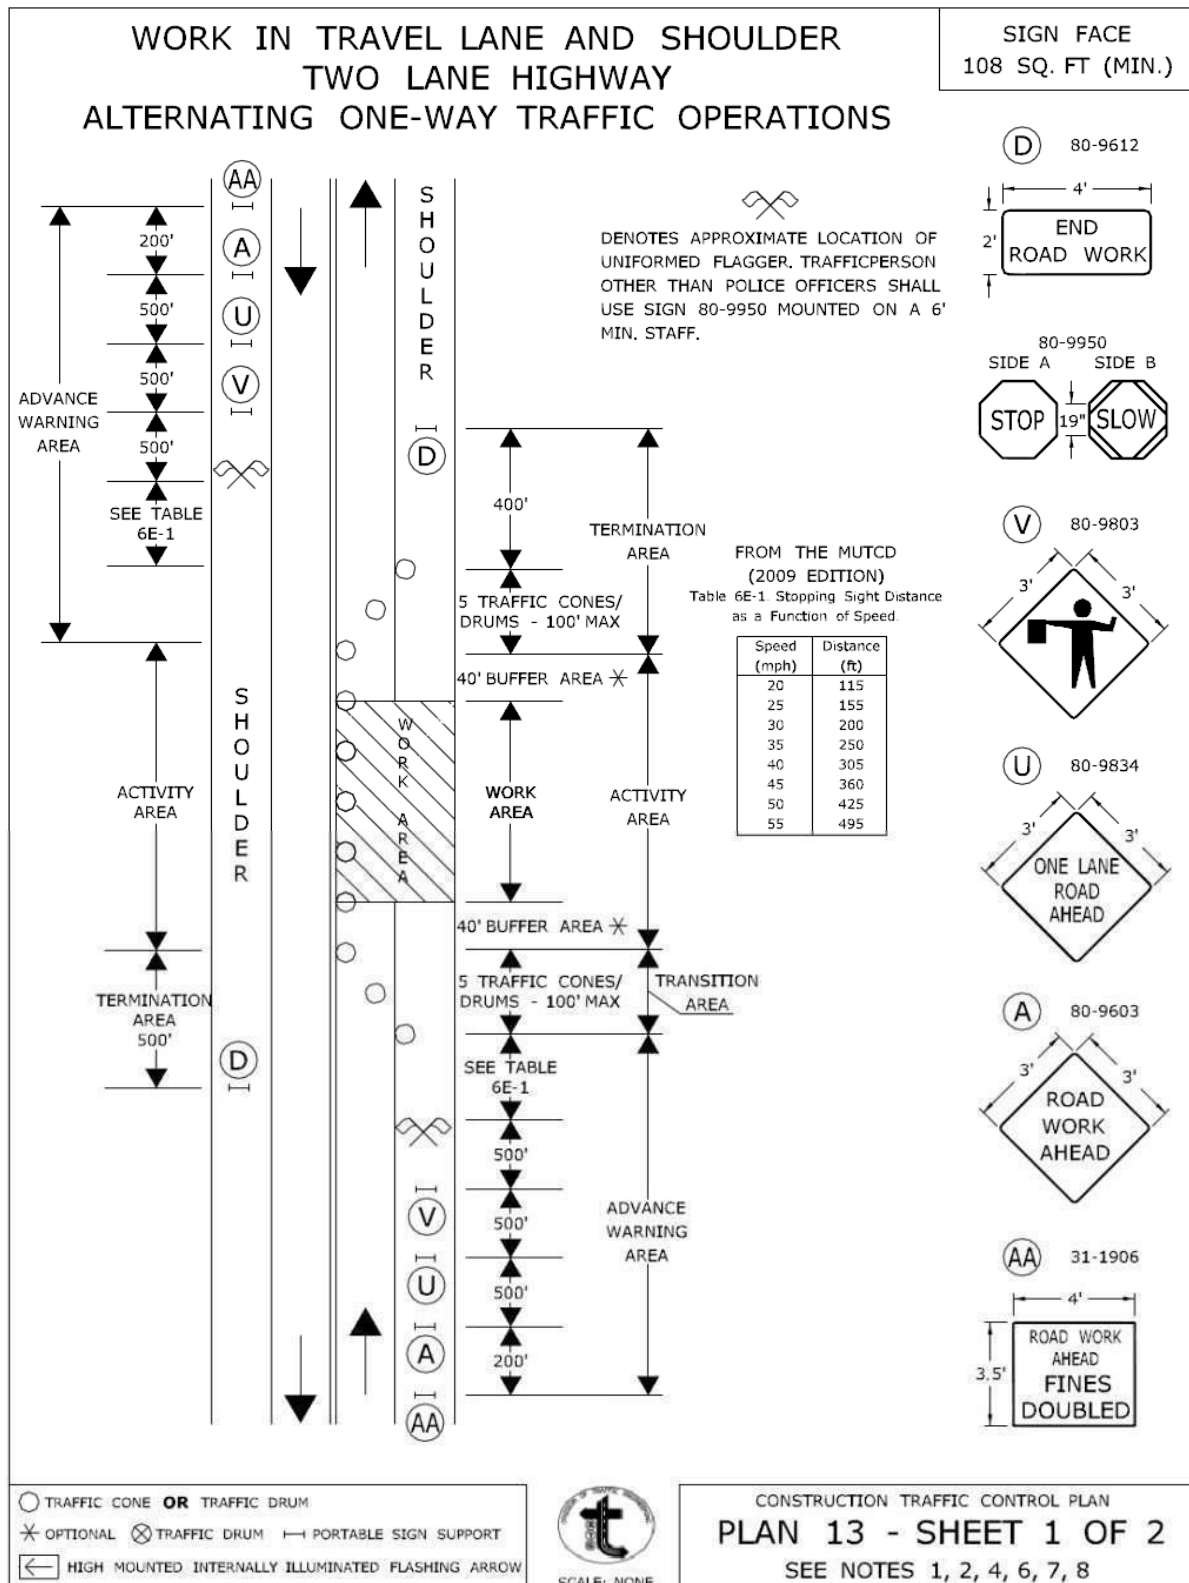 WORK IN TRAVEL LANE AND SHOULDER
TWO LANE HIGHWAY
ALTERNATING ONE-WAY TRAFFIC OPERATIONS
SIGN FACE
108 SQ. FT (MIN.)
AA
A
U
V
200'
500'
500'
500'
SEE TABLE
6E-1
ADVANCE
WARNING
AREA
SHOULDER
ACTIVITY
AREA
TERMINATION
AREA
500'
D
SHOULDER
D
WORK AREA
V
U
A
AA
400'
TERMINATION
AREA
5 TRAFFIC CONES/
DRUMS - 100' MAX
40' BUFFER AREA *
WORK
AREA
ACTIVITY
AREA
40' BUFFER AREA *
5 TRAFFIC CONES/
DRUMS - 100' MAX
TRANSITION
AREA
SEE TABLE
6E-1
500'
500'
500'
200'
ADVANCE
WARNING
AREA
DENOTES APPROXIMATE LOCATION OF
UNIFORMED FLAGGER. TRAFFICPERSON
OTHER THAN POLICE OFFICERS SHALL
USE SIGN 80-9950 MOUNTED ON A 6'
MIN. STAFF.
FROM THE MUTCD
(2009 EDITION)
Table 6E-1. Stopping Sight Distance
as a Function of Speed.
Speed Distance
(mph) (ft)
20 115
25 155
30 200
35 250
40 305
45 360
50 425
55 495
D 80-9612
4'
2'
END
ROAD WORK
80-9950
SIDE A SIDE B
STOP 19" SLOW
V 80-9803
3' 3'
U 80-9834
3' 3'
ONE LANE
ROAD
AHEAD
A 80-9603
3' 3'
ROAD
WORK
AHEAD
AA 31-1906
4'
3.5'
ROAD WORK
AHEAD
FINES
DOUBLED
TRAFFIC CONE OR TRAFFIC DRUM
* OPTIONAL TRAFFIC DRUM PORTABLE SIGN SUPPORT
HIGH MOUNTED INTERNALLY ILLUMINATED FLASHING ARROW
SCALE: NONE
CONSTRUCTION TRAFFIC CONTROL PLAN
PLAN 13 - SHEET 1 OF 2
SEE NOTES 1, 2, 4, 6, 7, 8